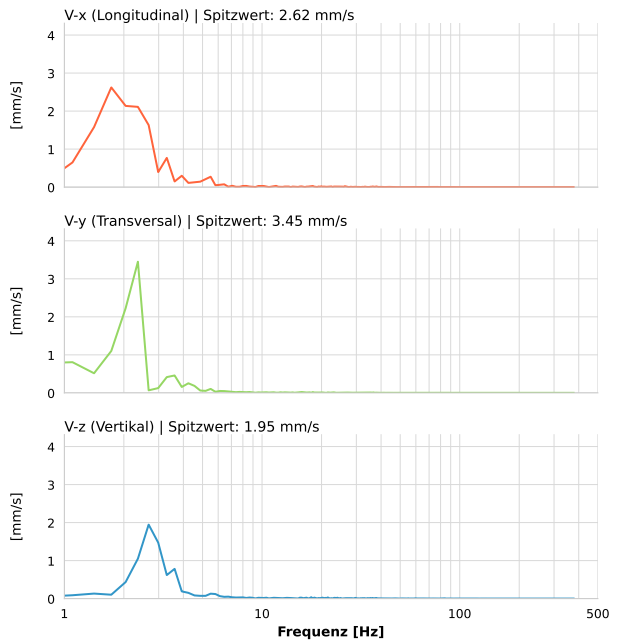 V-x (Longitudinal) | Spitzwert: 2.62 mm/s
4
3
2
1
0
[mm/s]
V-y (Transversal) | Spitzwert: 3.45 mm/s
4
3
2
1
0
[mm/s]
V-z (Vertikal) | Spitzwert: 1.95 mm/s
4
3
2
1
0
[mm/s]
1 10 100 500
Frequenz [Hz]